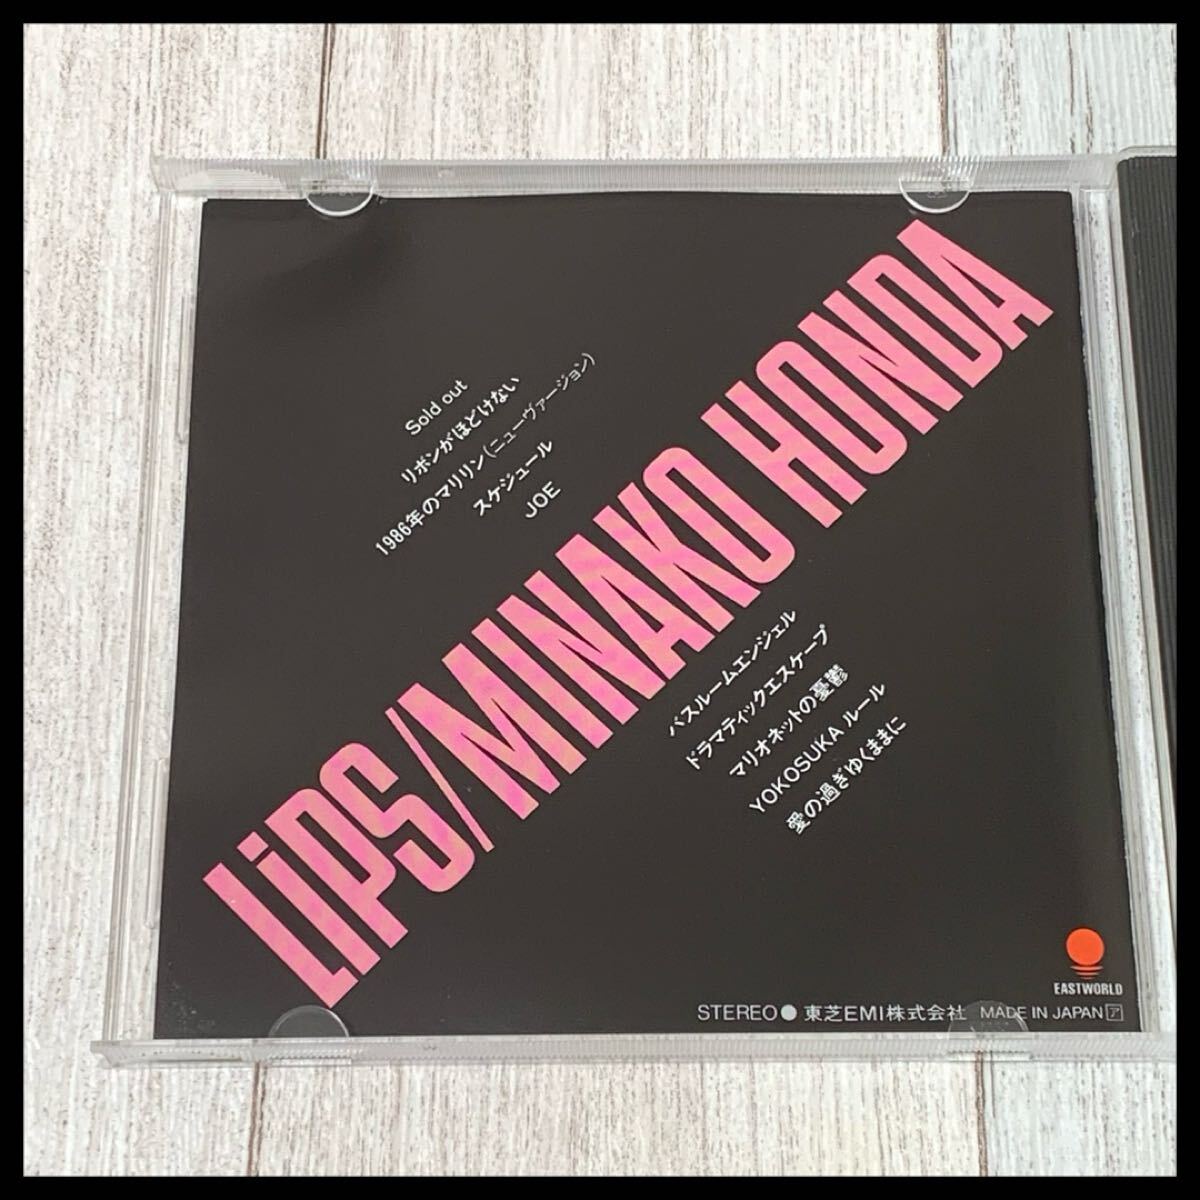 Sold out
リボンがほどけない
1986年のマリリン(ニューヴァージョン)
スケジュール
JOE
LiPS/MINAKO HONDA
バスルームエンジェル
ドラマティックエスケープ
マリオネットの憂鬱
YOKOSUKA ルール
愛の過ぎゆくままに
EASTWORLD
STEREO● 東芝EMI株式会社 MADE IN JAPAN ア